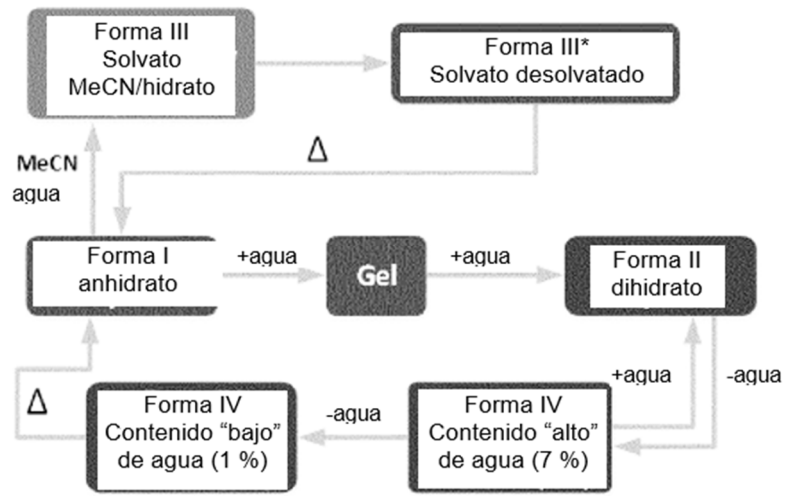 Forma III
Solvato
MeCN/hidrato
Forma III*
Solvato desolvatado
Δ
MeCN
agua
Forma I
anhidrato
+agua
Gel
+agua
Forma II
dihidrato
Δ
Forma IV
Contenido “bajo”
de agua (1 %)
-agua
Forma IV
Contenido “alto”
de agua (7 %)
+agua
-agua